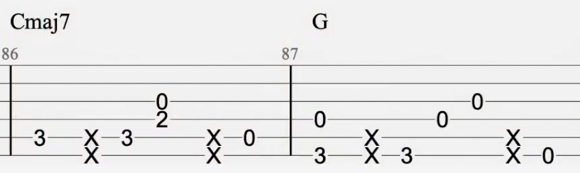 Cmaj7 G
86 87
0 0
2 0 0
3 X 3 X 0 X X
X X 3 X 3 X 0